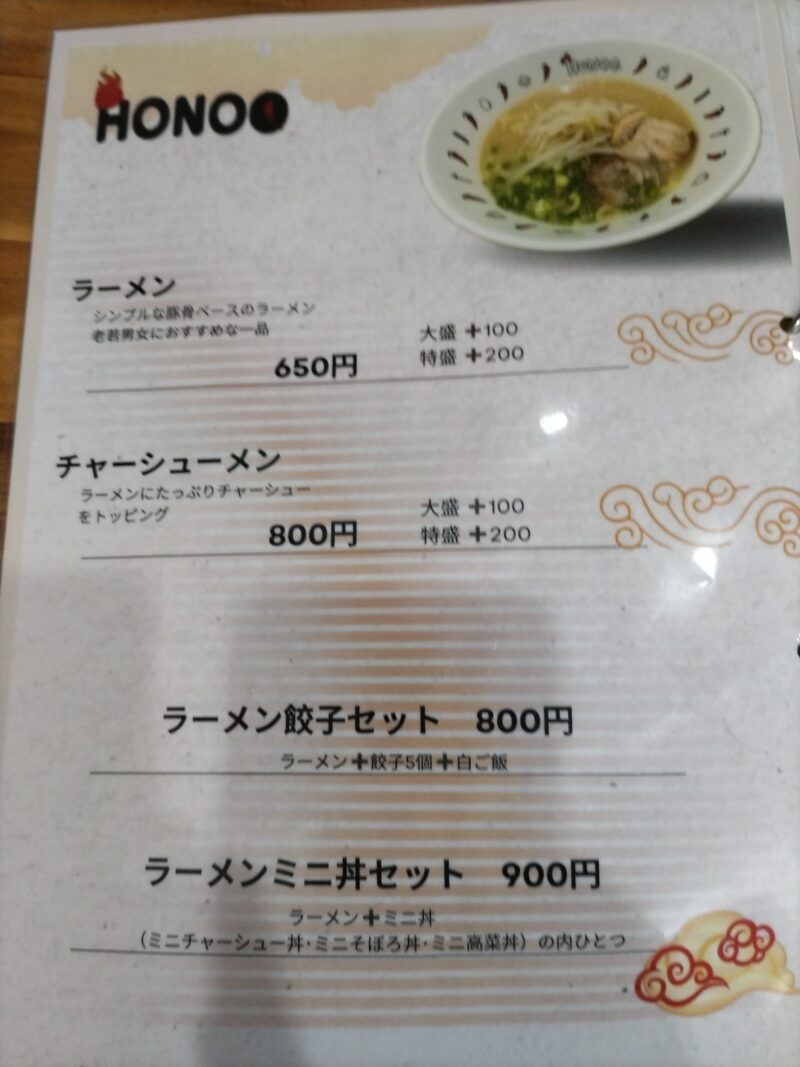 HONOO
HONOO
ラーメン
シンプルな豚骨ベースのラーメン
老若男女におすすめな一品
650円
大盛 +100
特盛 +200
チャーシューメン
ラーメンにたっぷりチャーシュー
をトッピング
800円
大盛 +100
特盛 +200
ラーメン餃子セット 800円
ラーメン+餃子5個+白ご飯
ラーメンミニ丼セット 900円
ラーメン+ミニ丼
(ミニチャーシュー丼・ミニそぼろ丼・ミニ高菜丼)の内ひとつ